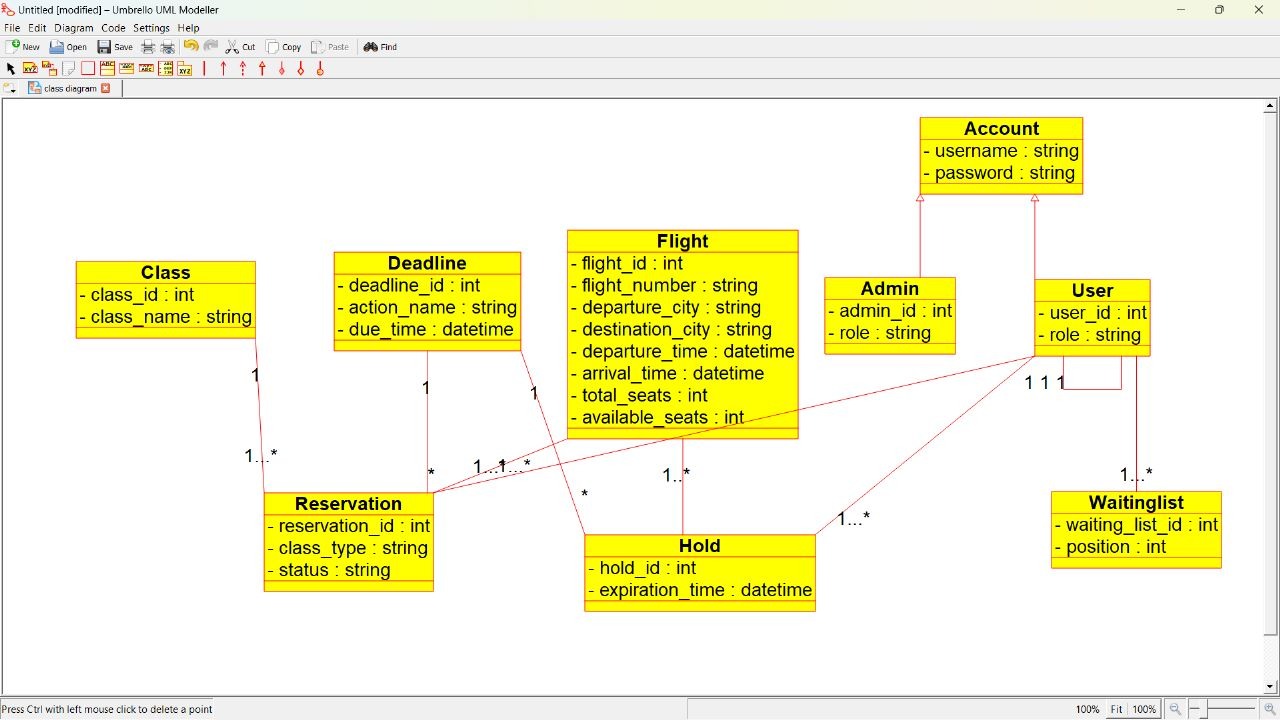 Untitled [modified] – Umbrello UML Modeller
File Edit Diagram Code Settings Help
New Open Save Cut Copy Paste Find
class diagram
Account
- username : string
- password : string
Flight
- flight_id : int
- flight_number : string
- departure_city : string
- destination_city : string
- departure_time : datetime
- arrival_time : datetime
- total_seats : int
- available_seats : int
Deadline
- deadline_id : int
- action_name : string
- due_time : datetime
Class
- class_id : int
- class_name : string
Admin
- admin_id : int
- role : string
User
- user_id : int
- role : string
1
1
1
1 1 1
1...*
*
1...*
1..*
1...*
*
1...*
Reservation
- reservation_id : int
- class_type : string
- status : string
Hold
- hold_id : int
- expiration_time : datetime
Waitinglist
- waiting_list_id : int
- position : int
Press Ctrl with left mouse click to delete a point
100% Fit 100%